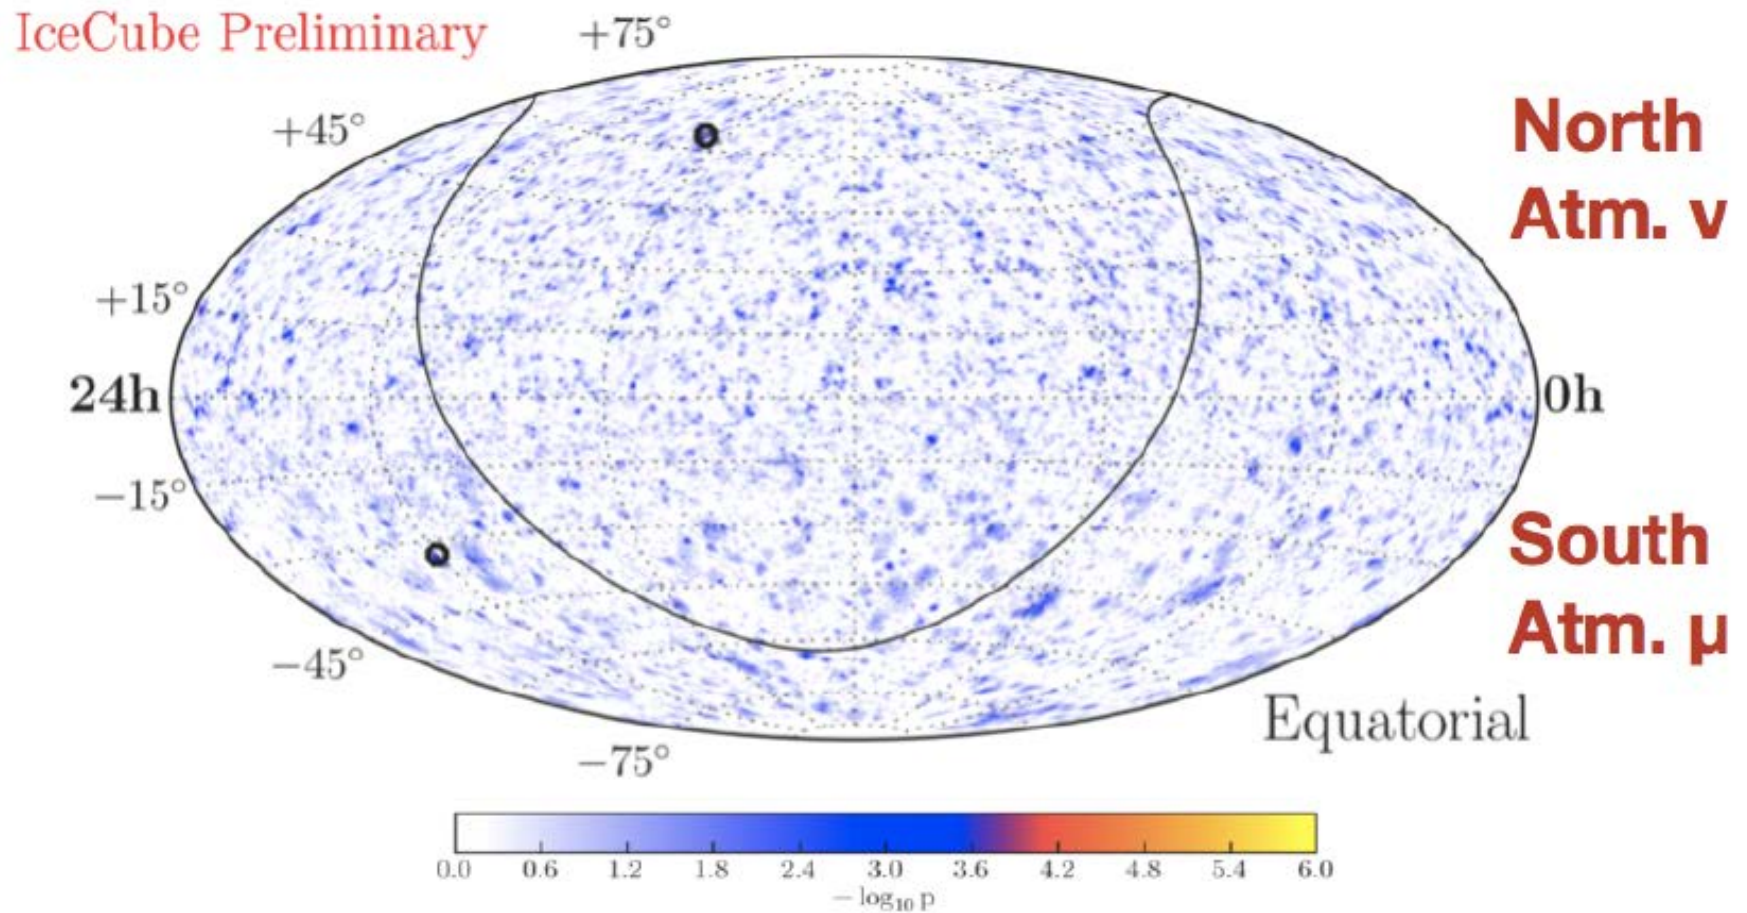 IceCube Preliminary
+75°
+45°
North
Atm. ν
+15°
24h
0h
−15°
South
Atm. μ
−45°
Equatorial
−75°
0.0 0.6 1.2 1.8 2.4 3.0 3.6 4.2 4.8 5.4 6.0
− log₁₀ p